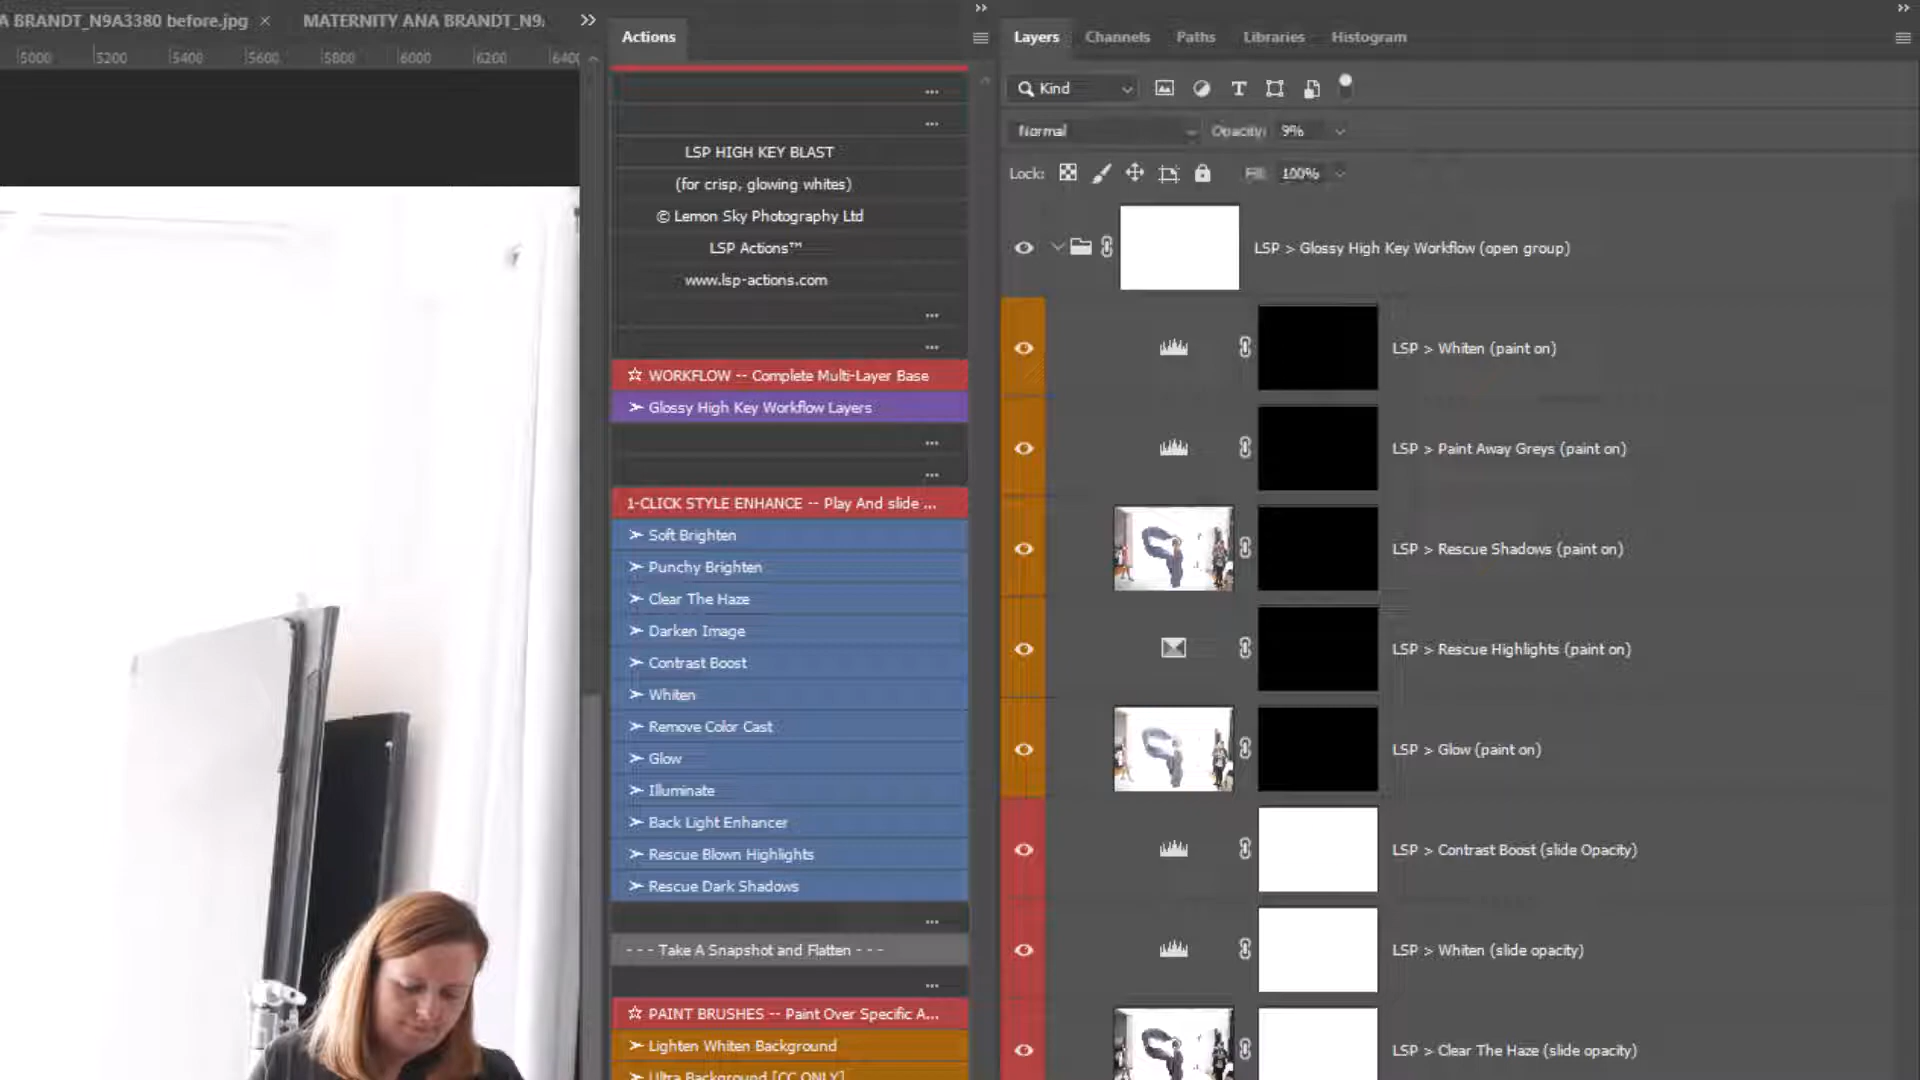 A BRANDT_N9A3380 before.jpg
MATERNITY ANA BRANDT_N9.
5000 5200 5400 5600 5800 6000 6200 6400
Actions
LSP HIGH KEY BLAST
(for crisp, glowing whites)
© Lemon Sky Photography Ltd
LSP Actions™
www.lsp-actions.com
WORKFLOW -- Complete Multi-Layer Base
Glossy High Key Workflow Layers
1-CLICK STYLE ENHANCE -- Play And slide ...
Soft Brighten
Punchy Brighten
Clear The Haze
Darken Image
Contrast Boost
Whiten
Remove Color Cast
Glow
Illuminate
Back Light Enhancer
Rescue Blown Highlights
Rescue Dark Shadows
- - - Take A Snapshot and Flatten - - -
PAINT BRUSHES -- Paint Over Specific A...
Lighten Whiten Background
Ultra Background [CC ONLY]
Layers Channels Paths Libraries Histogram
Kind
Normal Opacity: 9%
Lock: Fill: 100%
LSP > Glossy High Key Workflow (open group)
LSP > Whiten (paint on)
LSP > Paint Away Greys (paint on)
LSP > Rescue Shadows (paint on)
LSP > Rescue Highlights (paint on)
LSP > Glow (paint on)
LSP > Contrast Boost (slide Opacity)
LSP > Whiten (slide opacity)
LSP > Clear The Haze (slide opacity)